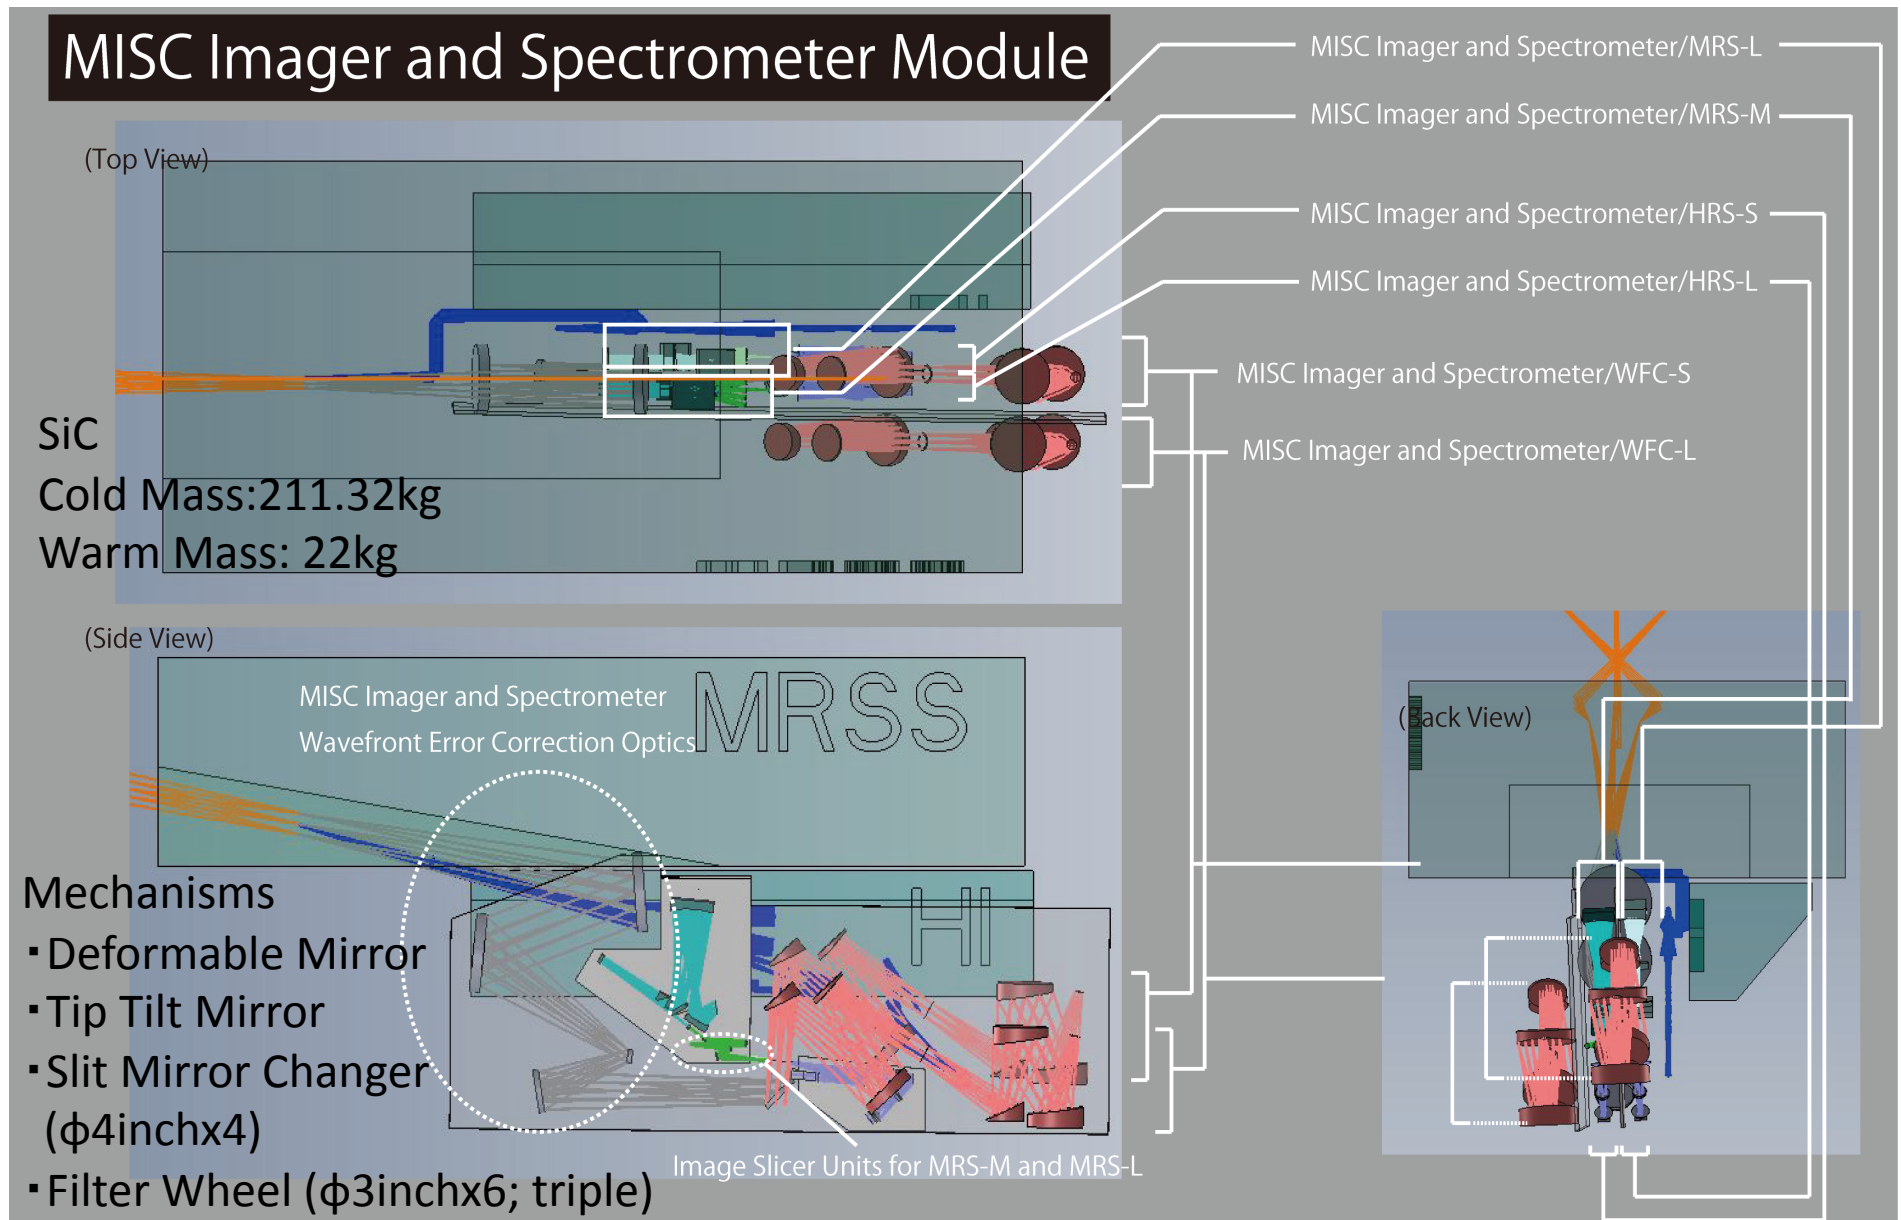 MISC Imager and Spectrometer Module
MISC Imager and Spectrometer/MRS-L
MISC Imager and Spectrometer/MRS-M
MISC Imager and Spectrometer/HRS-S
MISC Imager and Spectrometer/HRS-L
MISC Imager and Spectrometer/WFC-S
MISC Imager and Spectrometer/WFC-L
(Top View)
SiC
Cold Mass:211.32kg
Warm Mass: 22kg
(Side View)
MISC Imager and Spectrometer
Wavefront Error Correction Optics
MRSS
HI
(Back View)
Mechanisms
・Deformable Mirror
・Tip Tilt Mirror
・Slit Mirror Changer
(φ4inchx4)
・Filter Wheel (φ3inchx6; triple)
Image Slicer Units for MRS-M and MRS-L